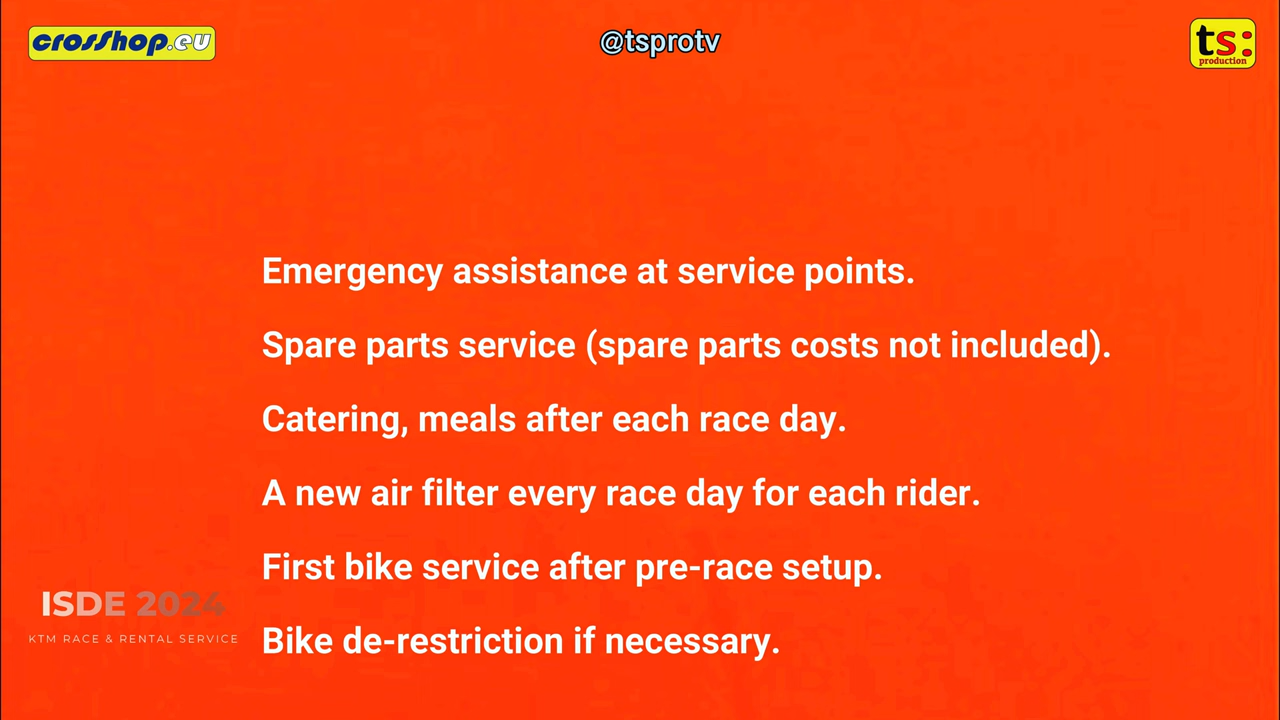 crosshop.eu
@tsprotv
ts:
production
Emergency assistance at service points.
Spare parts service (spare parts costs not included).
Catering, meals after each race day.
A new air filter every race day for each rider.
First bike service after pre-race setup.
ISDE 2024
KTM RACE & RENTAL SERVICE
Bike de-restriction if necessary.